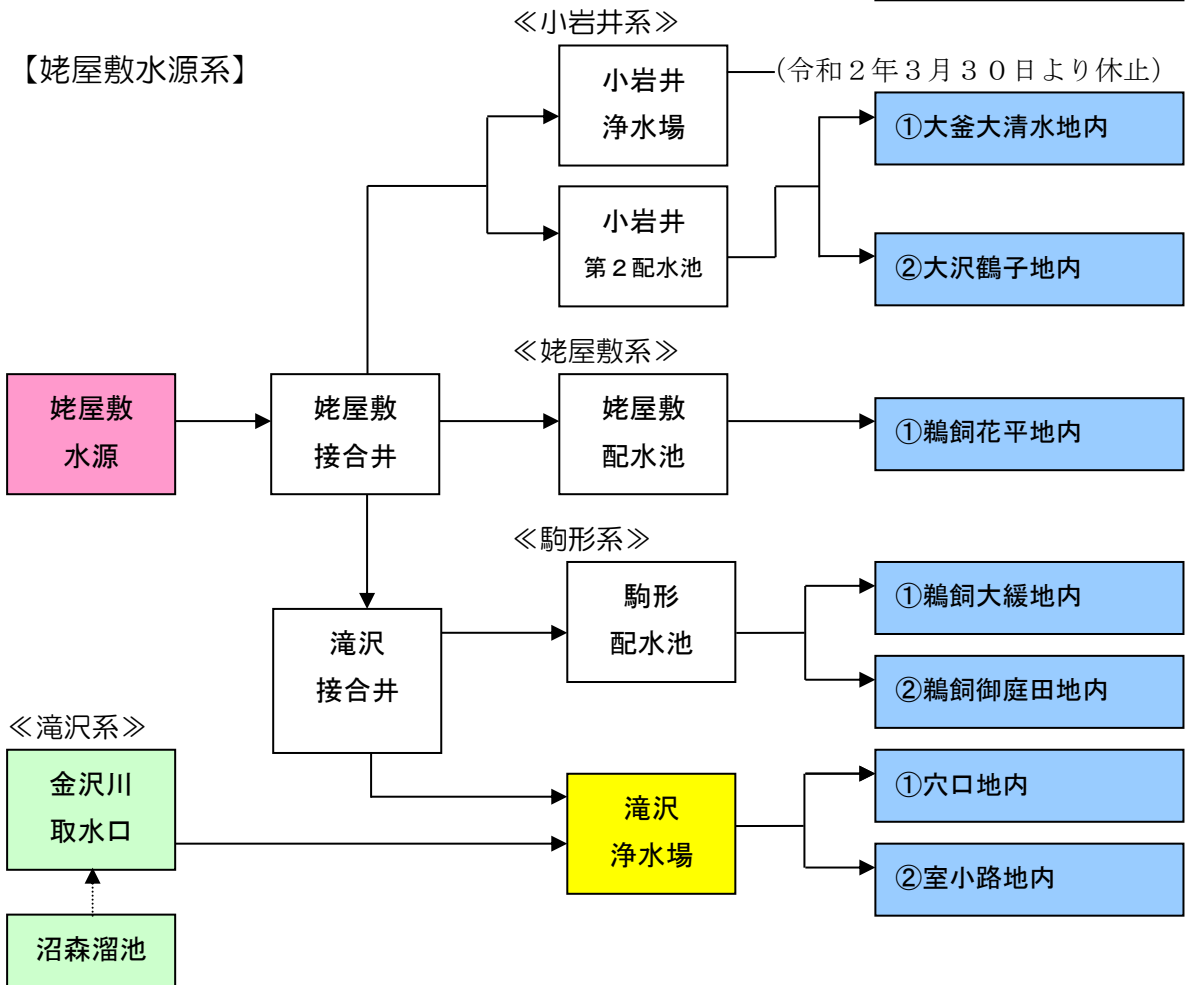 ≪小岩井系≫
【姥屋敷水源系】
小岩井
浄水場
(令和２年３月３０日より休止)
①大釜大清水地内
小岩井
第２配水池
②大沢鶴子地内
≪姥屋敷系≫
姥屋敷
水源
姥屋敷
接合井
姥屋敷
配水池
①鵜飼花平地内
≪駒形系≫
駒形
配水池
①鵜飼大緩地内
②鵜飼御庭田地内
滝沢
接合井
≪滝沢系≫
金沢川
取水口
滝沢
浄水場
①穴口地内
②室小路地内
沼森溜池